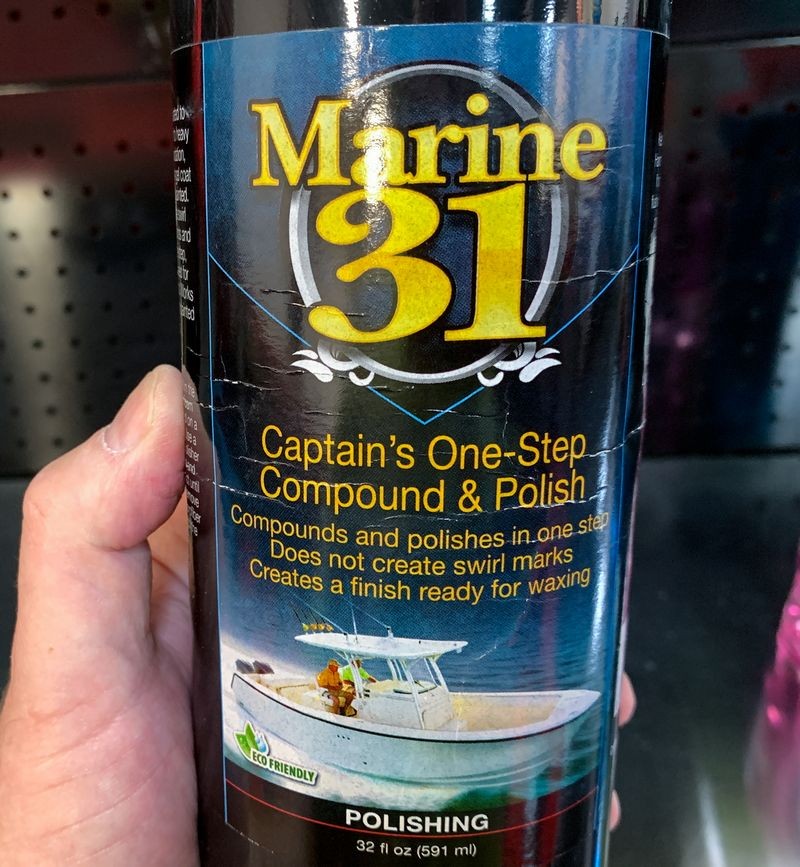 Marine
31
Captain's One-Step
Compound & Polish
Compounds and polishes in one step
Does not create swirl marks
Creates a finish ready for waxing
ECO FRIENDLY
POLISHING
32 fl oz (591 ml)